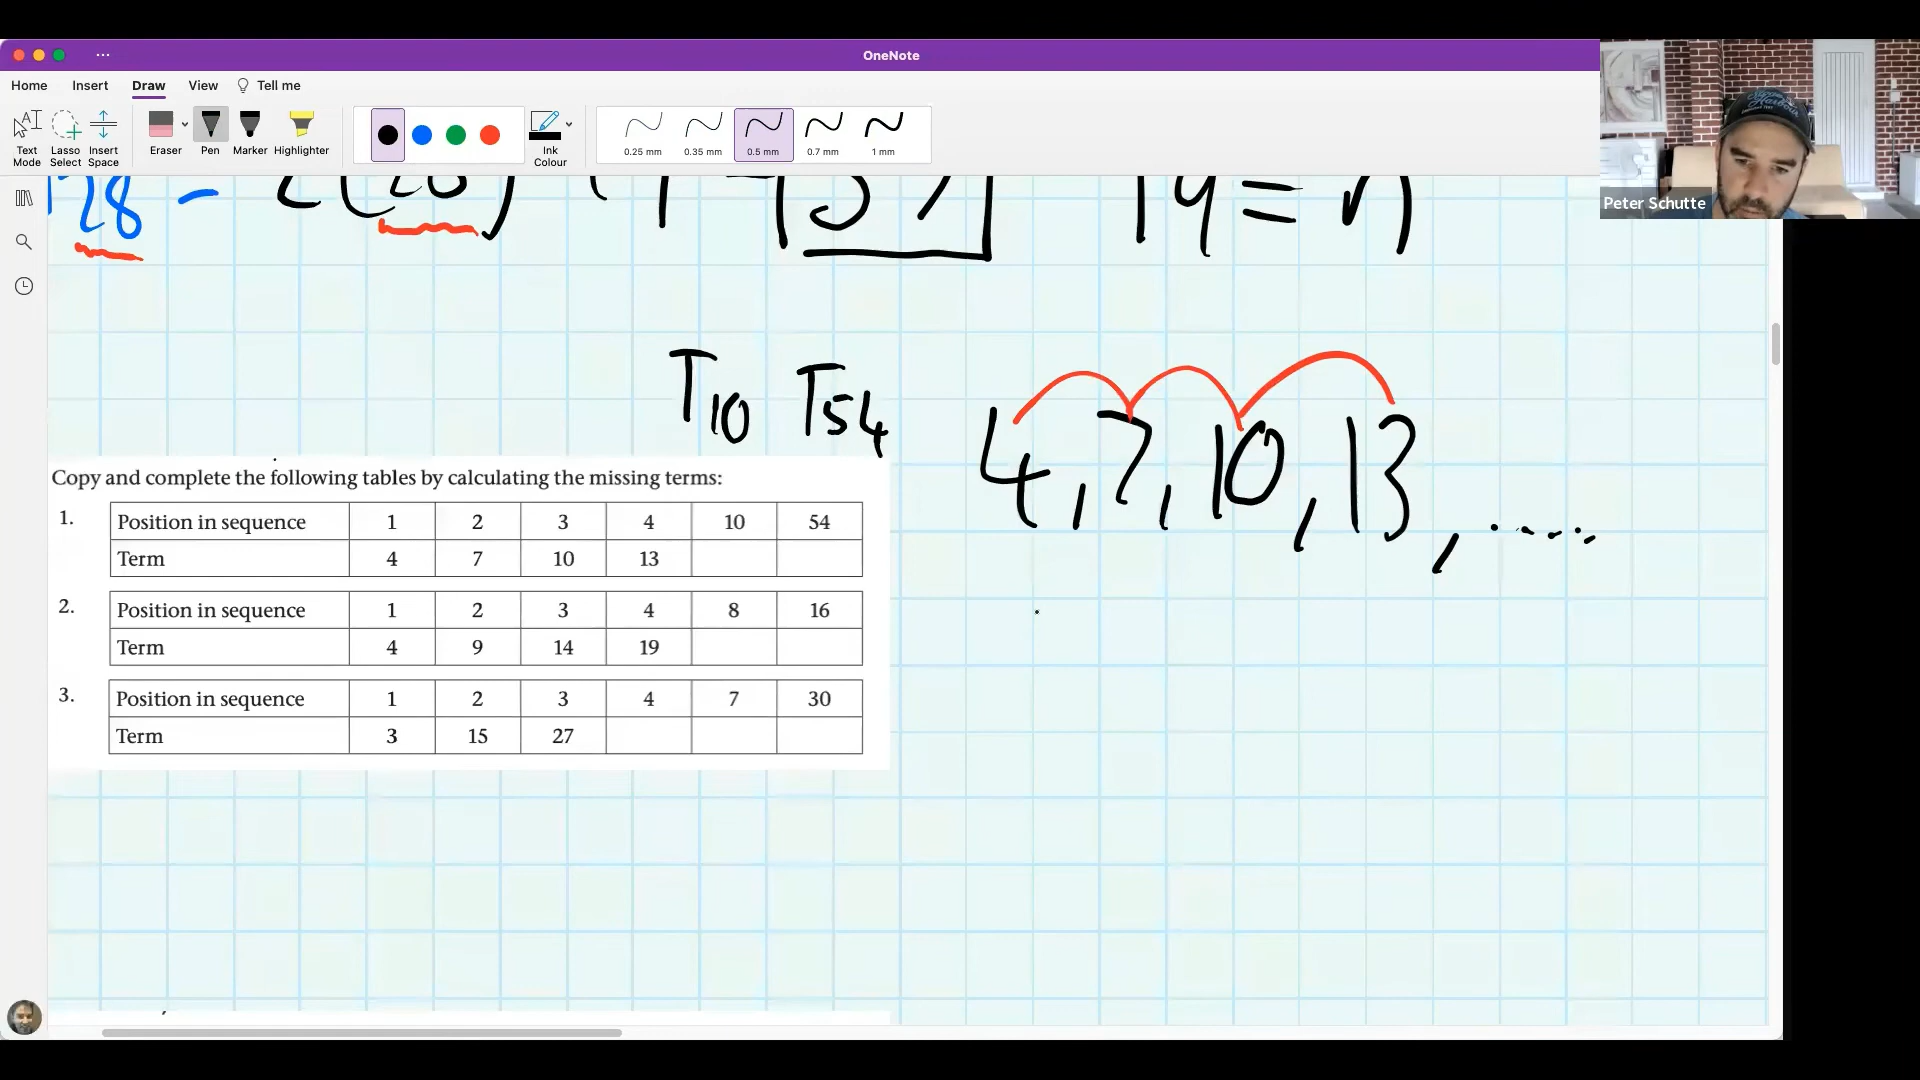 OneNote
Home Insert Draw View Tell me
Text Mode Lasso Select Insert Space Eraser Pen Marker Highlighter Ink Colour 0.25 mm 0.35 mm 0.5 mm 0.7 mm 1 mm
Peter Schutte
128 - 2(20) 19 = n
T10 T54 4, 7, 10, 13, .....
Copy and complete the following tables by calculating the missing terms:
1. Position in sequence 1 2 3 4 10 54
Term 4 7 10 13
2. Position in sequence 1 2 3 4 8 16
Term 4 9 14 19
3. Position in sequence 1 2 3 4 7 30
Term 3 15 27